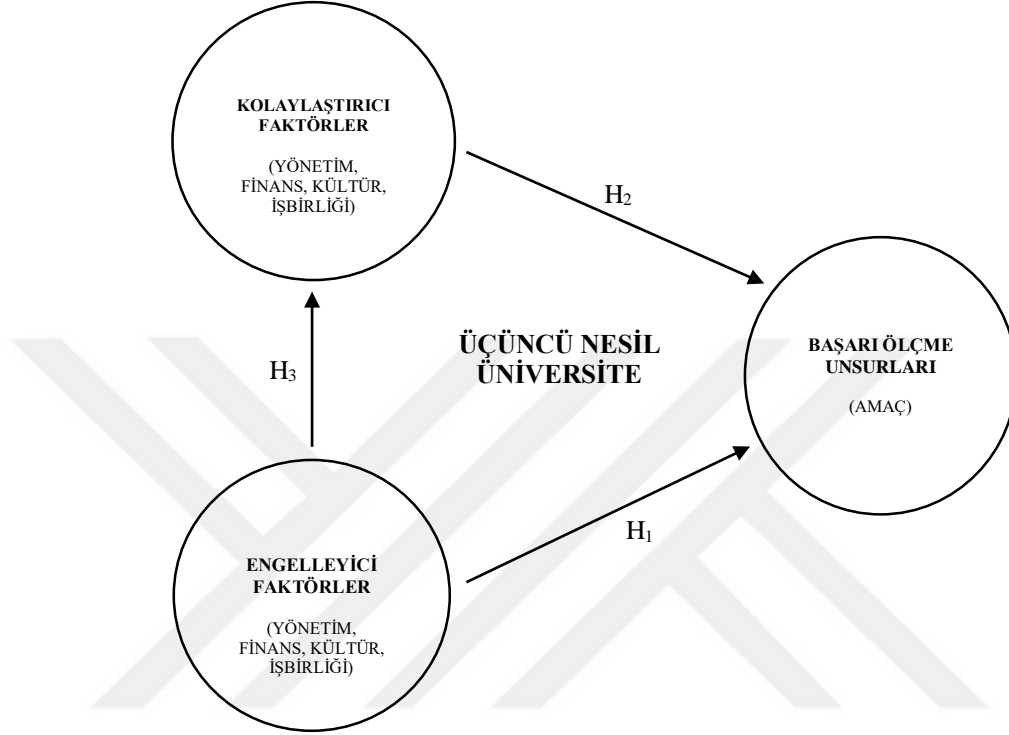 KOLAYLAŞTIRICI
FAKTÖRLER
(YÖNETİM,
FİNANS, KÜLTÜR,
İŞBİRLİĞİ)
H₂
ÜÇÜNCÜ NESİL
ÜNİVERSİTE
BAŞARI ÖLÇME
UNSURLARI
(AMAÇ)
H₃
H₁
ENGELLEYİCİ
FAKTÖRLER
(YÖNETİM,
FİNANS, KÜLTÜR,
İŞBİRLİĞİ)